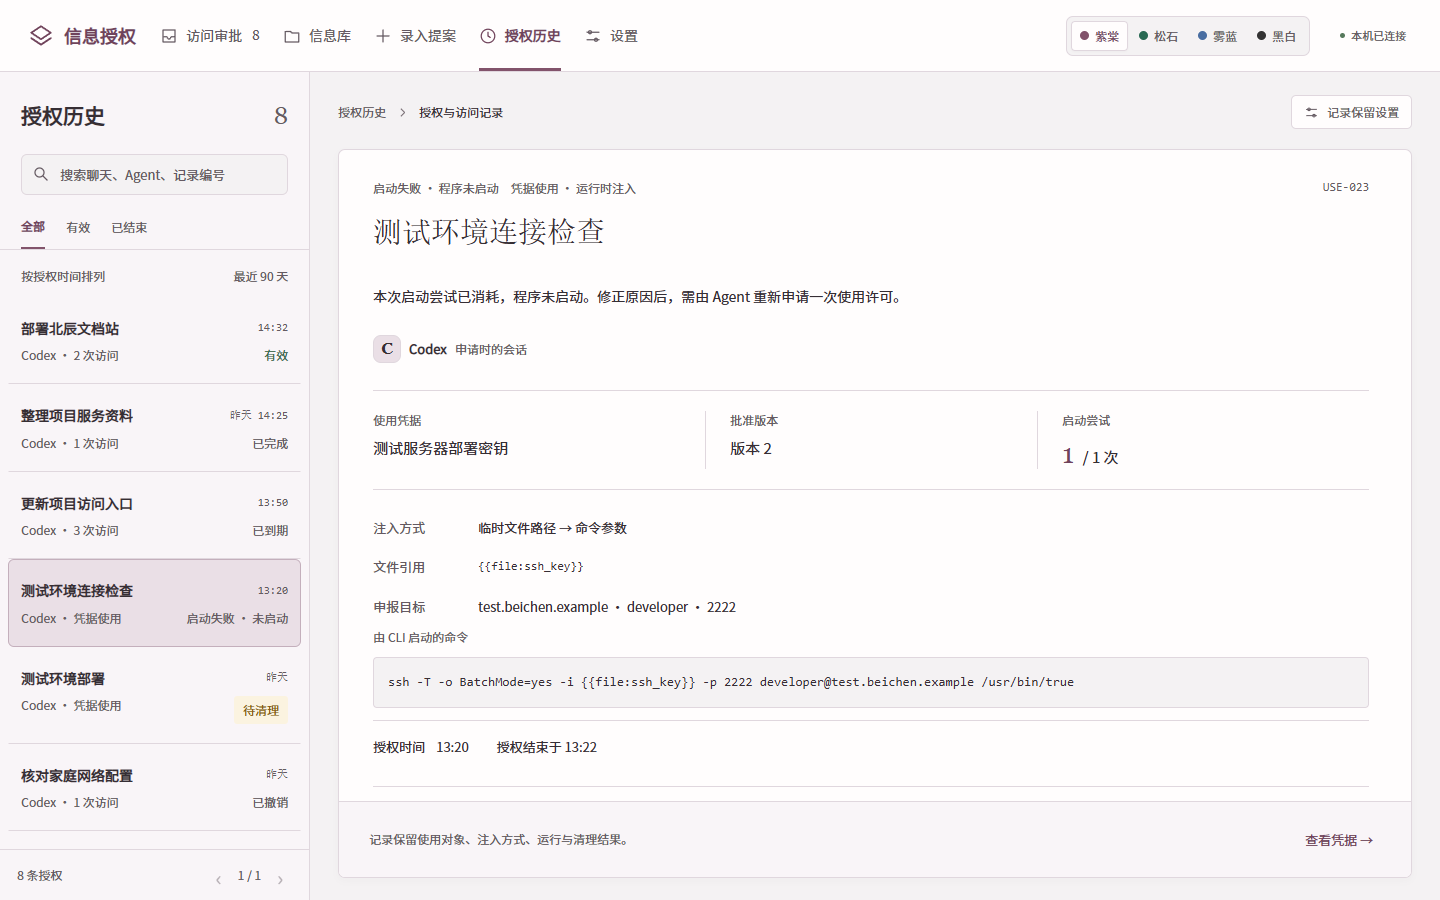 信息授权
访问审批 8
信息库
录入提案
授权历史
设置
紫棠
松石
雾蓝
黑白
本机已连接
授权历史 8
搜索聊天、Agent、记录编号
全部 有效 已结束
按授权时间排列 最近 90 天
部署北辰文档站 14:32
Codex · 2 次访问 有效
整理项目服务资料 昨天 14:25
Codex · 1 次访问 已完成
更新项目访问入口 13:50
Codex · 3 次访问 已到期
测试环境连接检查 13:20
Codex · 凭据使用 启动失败 · 未启动
测试环境部署 昨天
Codex · 凭据使用 待清理
核对家庭网络配置 昨天
Codex · 1 次访问 已撤销
8 条授权 ‹ 1 / 1 ›
授权历史 > 授权与访问记录
记录保留设置
启动失败 · 程序未启动 凭据使用 · 运行时注入 USE-023
测试环境连接检查
本次启动尝试已消耗，程序未启动。修正原因后，需由 Agent 重新申请一次使用许可。
C Codex 申请时的会话
使用凭据
测试服务器部署密钥
批准版本
版本 2
启动尝试
1 / 1 次
注入方式 临时文件路径 → 命令参数
文件引用 {{file:ssh_key}}
申报目标 test.beichen.example · developer · 2222
由 CLI 启动的命令
ssh -T -o BatchMode=yes -i {{file:ssh_key}} -p 2222 developer@test.beichen.example /usr/bin/true
授权时间 13:20 授权结束于 13:22
记录保留使用对象、注入方式、运行与清理结果。
查看凭据 →